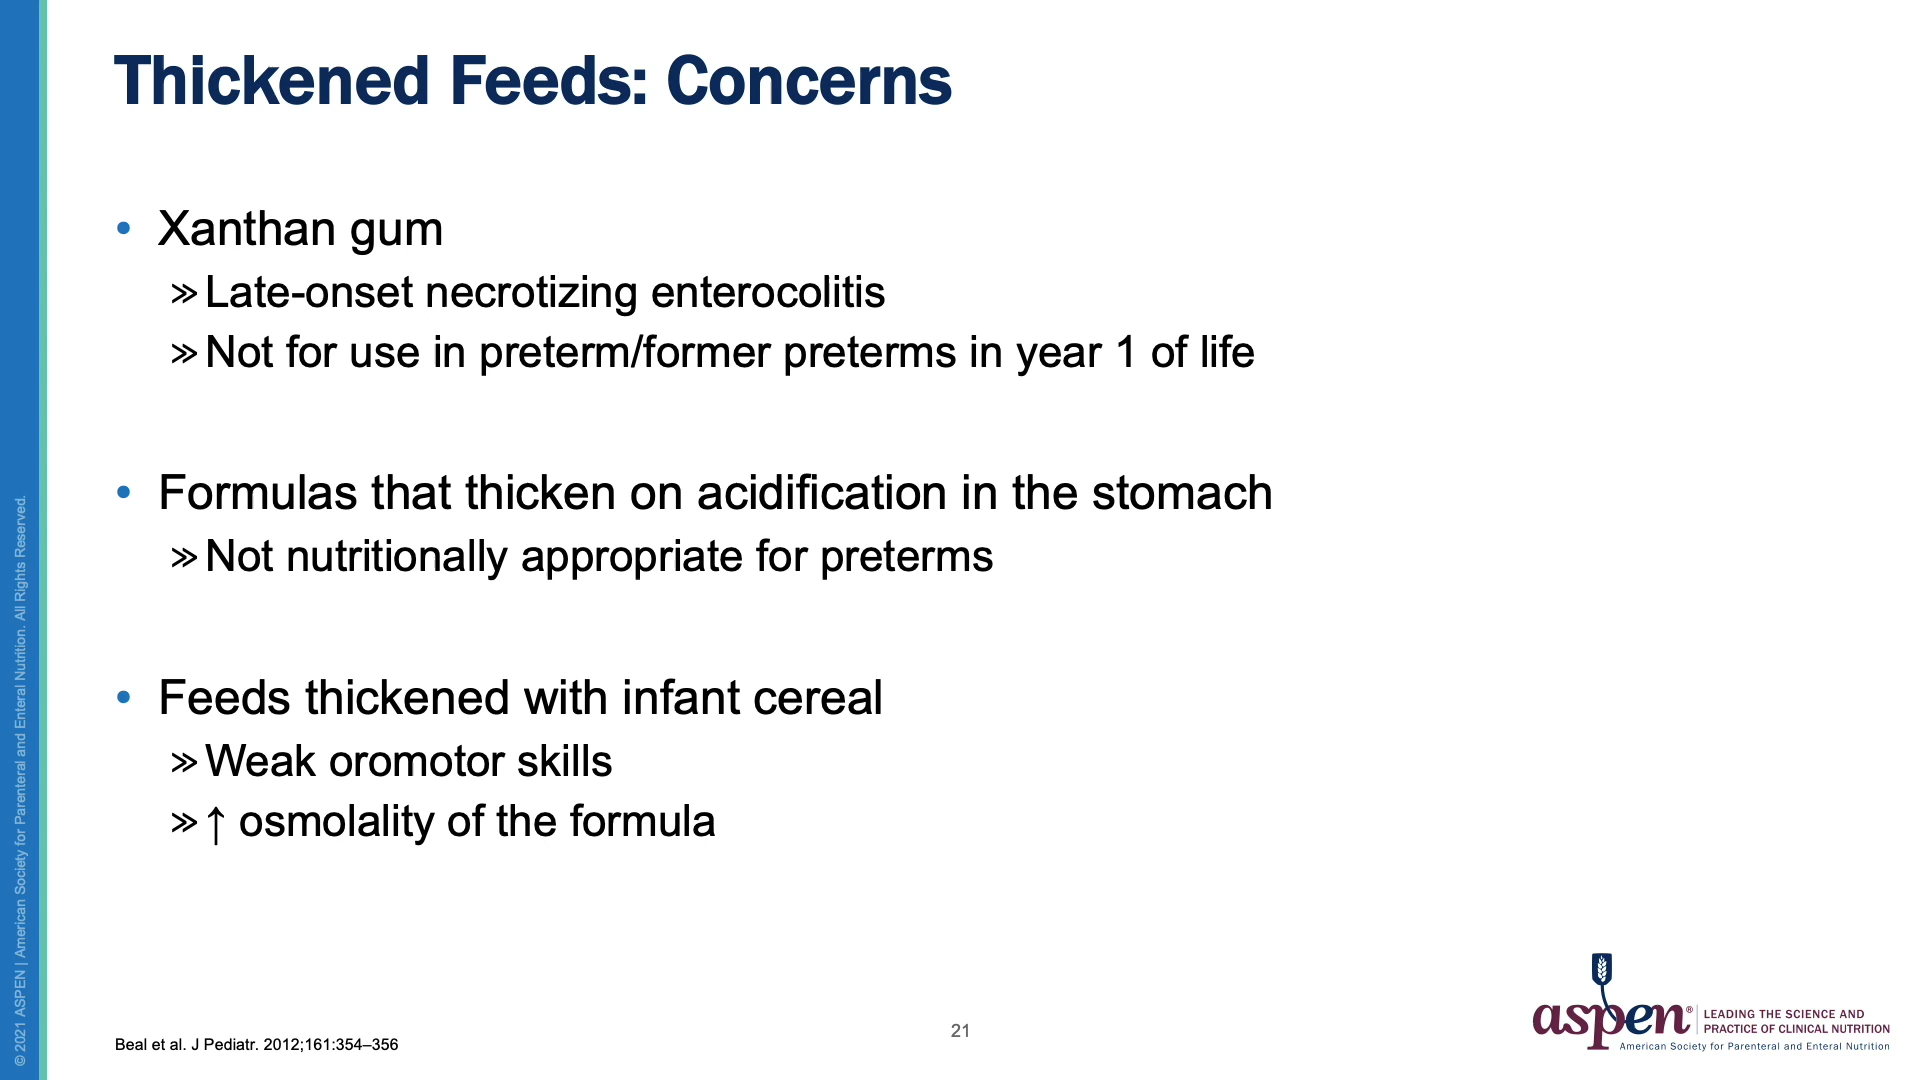 Thickened Feeds: Concerns
• Xanthan gum
» Late-onset necrotizing enterocolitis
» Not for use in preterm/former preterms in year 1 of life
• Formulas that thicken on acidification in the stomach
» Not nutritionally appropriate for preterms
• Feeds thickened with infant cereal
» Weak oromotor skills
» ↑ osmolality of the formula
Beal et al. J Pediatr. 2012;161:354–356
21
aspen®
LEADING THE SCIENCE AND
PRACTICE OF CLINICAL NUTRITION
American Society for Parenteral and Enteral Nutrition
© 2021 ASPEN | American Society for Parenteral and Enteral Nutrition. All Rights Reserved.